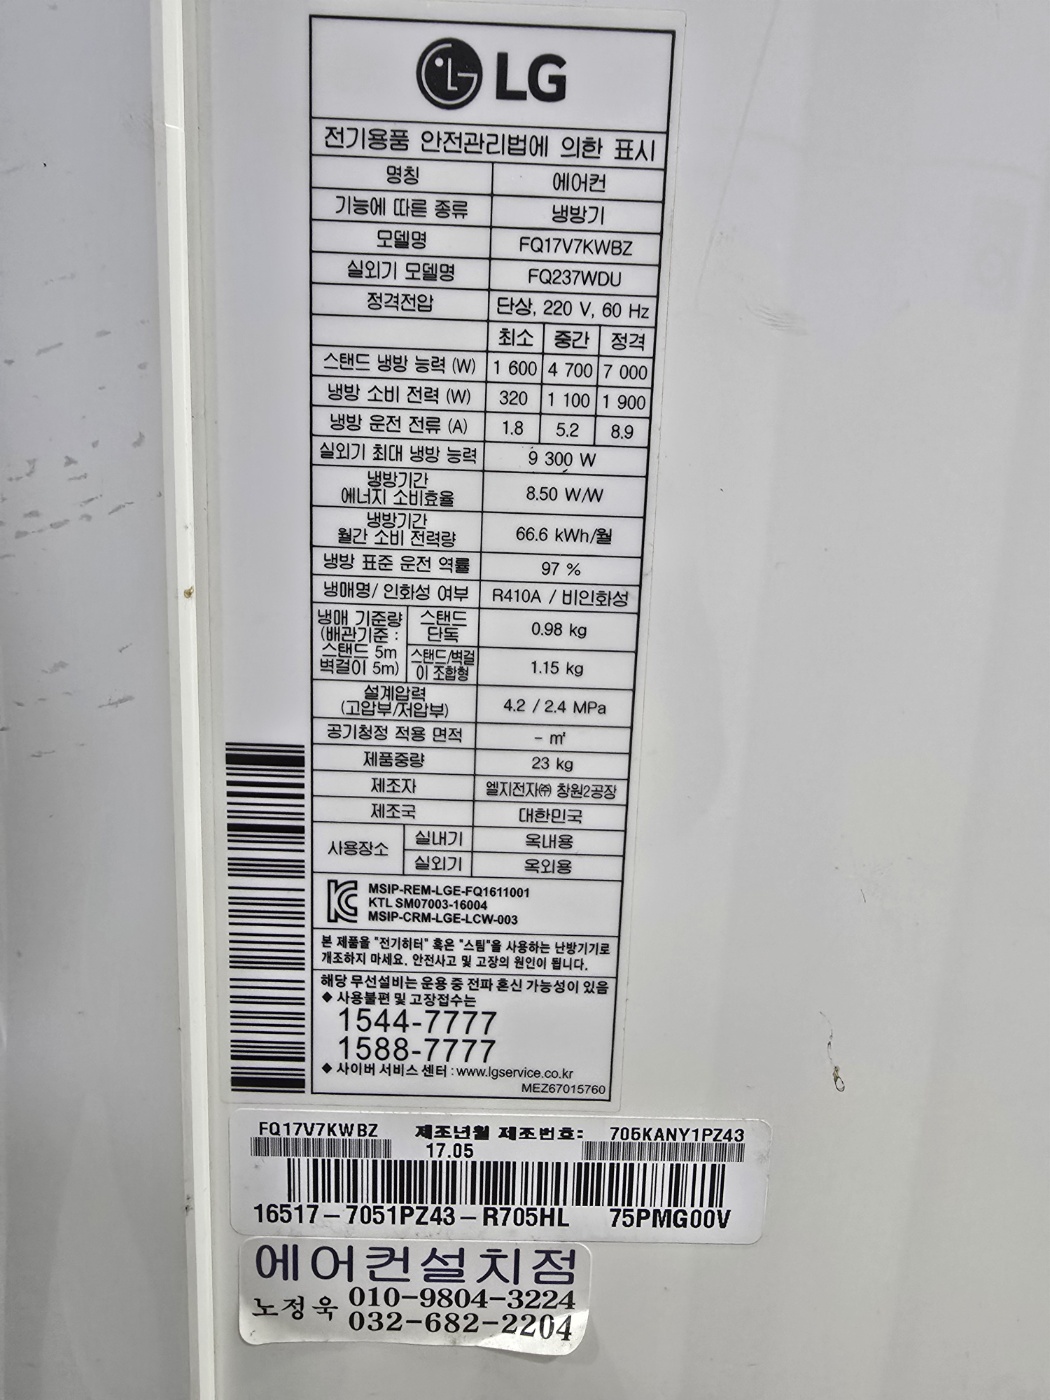 LG
전기용품 안전관리법에 의한 표시
명칭 에어컨
기능에 따른 종류 냉방기
모델명 FQ17V7KWBZ
실외기 모델명 FQ237WDU
정격전압 단상, 220 V, 60 Hz
최소 중간 정격
스탠드 냉방 능력 (W) 1 600 4 700 7 000
냉방 소비 전력 (W) 320 1 100 1 900
냉방 운전 전류 (A) 1.8 5.2 8.9
실외기 최대 냉방 능력 9 300 W
냉방기간
에너지 소비효율 8.50 W/W
냉방기간
월간 소비 전력량 66.6 kWh/월
냉방 표준 운전 역률 97 %
냉매명/ 인화성 여부 R410A / 비인화성
냉매 기준량
(배관기준 :
스탠드 5m
벽걸이 5m)
스탠드
단독 0.98 kg
스탠드/벽걸
이 조합형 1.15 kg
설계압력
(고압부/저압부) 4.2 / 2.4 MPa
공기청정 적용 면적 - ㎡
제품중량 23 kg
제조자 엘지전자㈜ 창원2공장
제조국 대한민국
사용장소 실내기 옥내용
실외기 옥외용
MSIP-REM-LGE-FQ1611001
KTL SM07003-16004
MSIP-CRM-LGE-LCW-003
본 제품을 "전기히터" 혹은 "스팀"을 사용하는 난방기기로
개조하지 마세요. 안전사고 및 고장의 원인이 됩니다.
해당 무선설비는 운용 중 전파 혼신 가능성이 있음
◆ 사용불편 및 고장접수는
1544-7777
1588-7777
◆ 사이버 서비스 센터 : www.lgservice.co.kr
MEZ67015760
FQ17V7KWBZ 제조년월 제조번호: 705KANY1PZ43
17.05
16517-7051PZ43-R705HL 75PMG00V
에어컨설치점
노정욱 010-9804-3224
032-682-2204